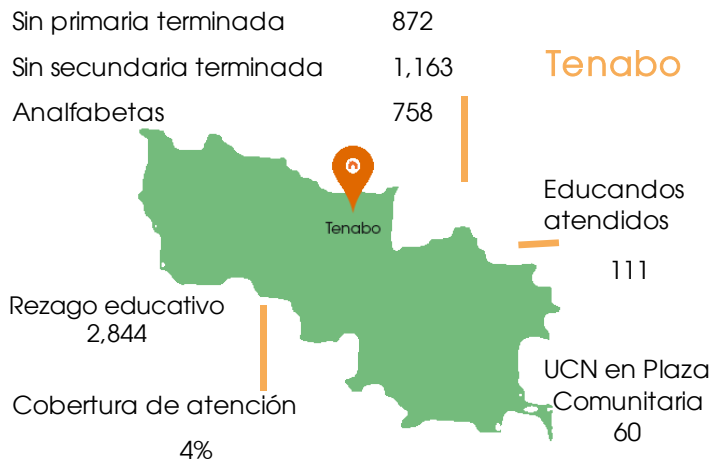 Sin primaria terminada 872
Sin secundaria terminada 1,163
Analfabetas 758
Tenabo
Tenabo
Educandos
atendidos
111
Rezago educativo
2,844
Cobertura de atención
4%
UCN en Plaza
Comunitaria
60